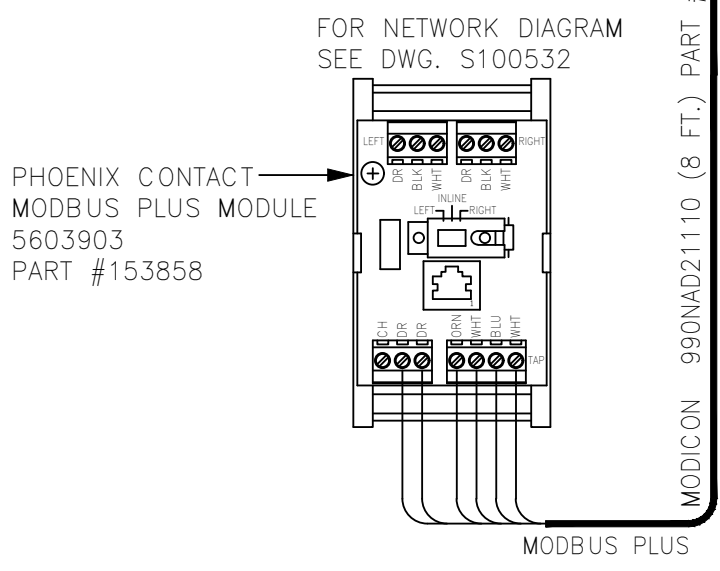 FOR NETWORK DIAGRAM
SEE DWG. S100532
PHOENIX CONTACT
MODBUS PLUS MODULE
5603903
PART #153858
LEFT
RIGHT
DR BLK WHT
DR BLK WHT
INLINE
LEFT RIGHT
1
CH DR DR
ORN WHT BLU WHT
TAP
MODICON 990NAD211110 (8 FT.) PART
MODBUS PLUS